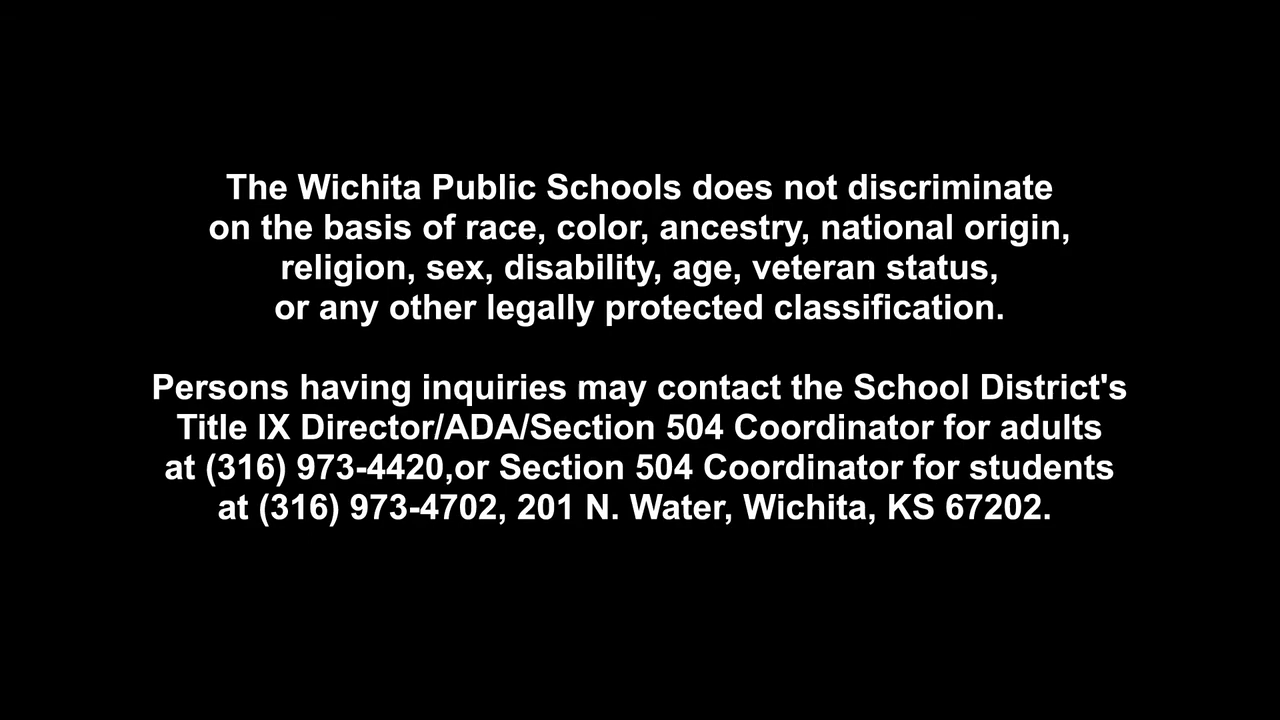 The Wichita Public Schools does not discriminate
on the basis of race, color, ancestry, national origin,
religion, sex, disability, age, veteran status,
or any other legally protected classification.
Persons having inquiries may contact the School District's
Title IX Director/ADA/Section 504 Coordinator for adults
at (316) 973-4420,or Section 504 Coordinator for students
at (316) 973-4702, 201 N. Water, Wichita, KS 67202.